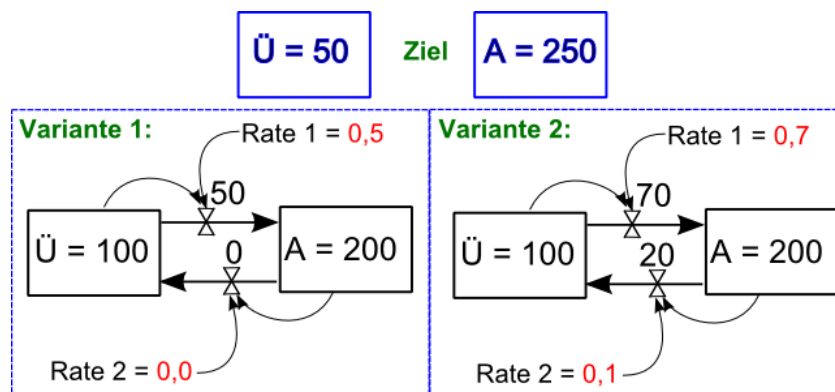 Ü = 50 Ziel A = 250
Variante 1:
Rate 1 = 0,5
50
Ü = 100
A = 200
0
Rate 2 = 0,0
Variante 2:
Rate 1 = 0,7
70
Ü = 100
A = 200
20
Rate 2 = 0,1